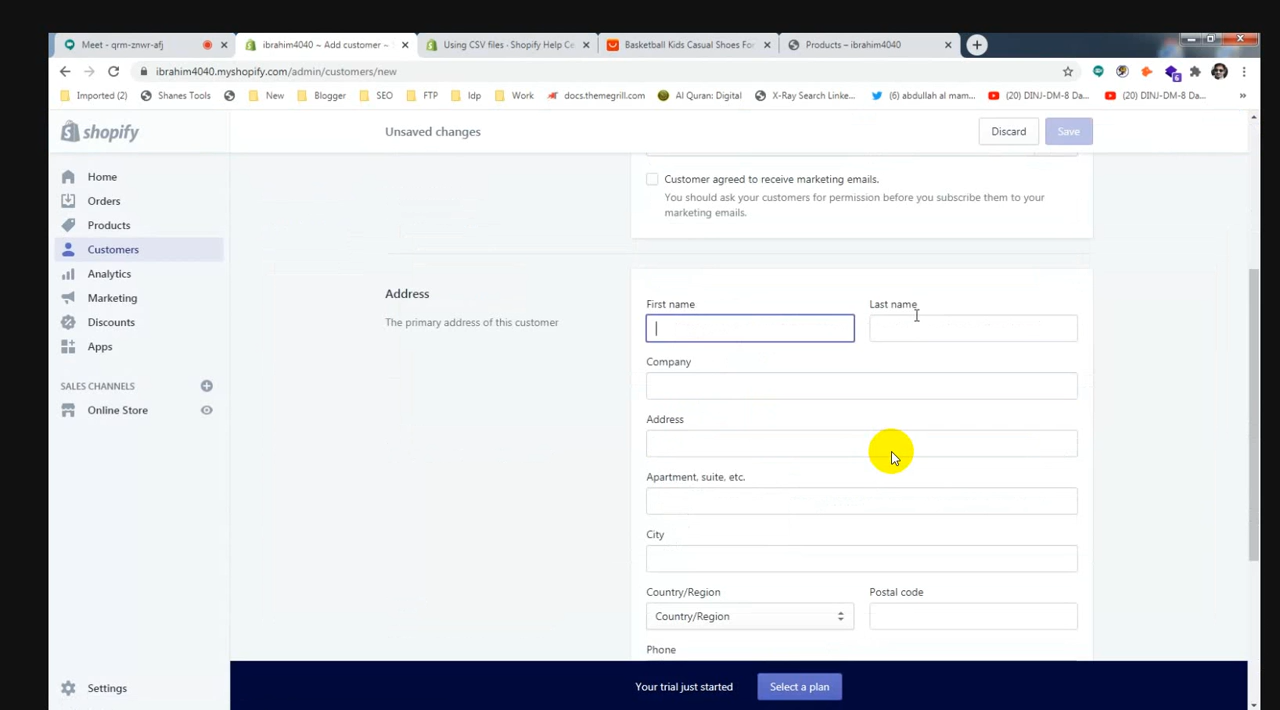 Meet - qrm-znwr-afj
ibrahim4040 ~ Add customer ~
Using CSV files · Shopify Help Ce
Basketball Kids Casual Shoes For
Products ~ ibrahim4040
ibrahim4040.myshopify.com/admin/customers/new
Imported (2)
Shanes Tools
New
Blogger
SEO
FTP
Idp
Work
docs.themegrill.com
Al Quran: Digital
X-Ray Search Linke...
(6) abdullah al mam...
(20) DINJ-DM-8 Da...
(20) DINJ-DM-8 Da...
shopify
Unsaved changes
Discard
Save
Home
Orders
Products
Customers
Analytics
Marketing
Discounts
Apps
SALES CHANNELS
Online Store
Settings
Customer agreed to receive marketing emails.
You should ask your customers for permission before you subscribe them to your
marketing emails.
Address
The primary address of this customer
First name
Last name
Company
Address
Apartment, suite, etc.
City
Country/Region
Postal code
Country/Region
Phone
Your trial just started
Select a plan